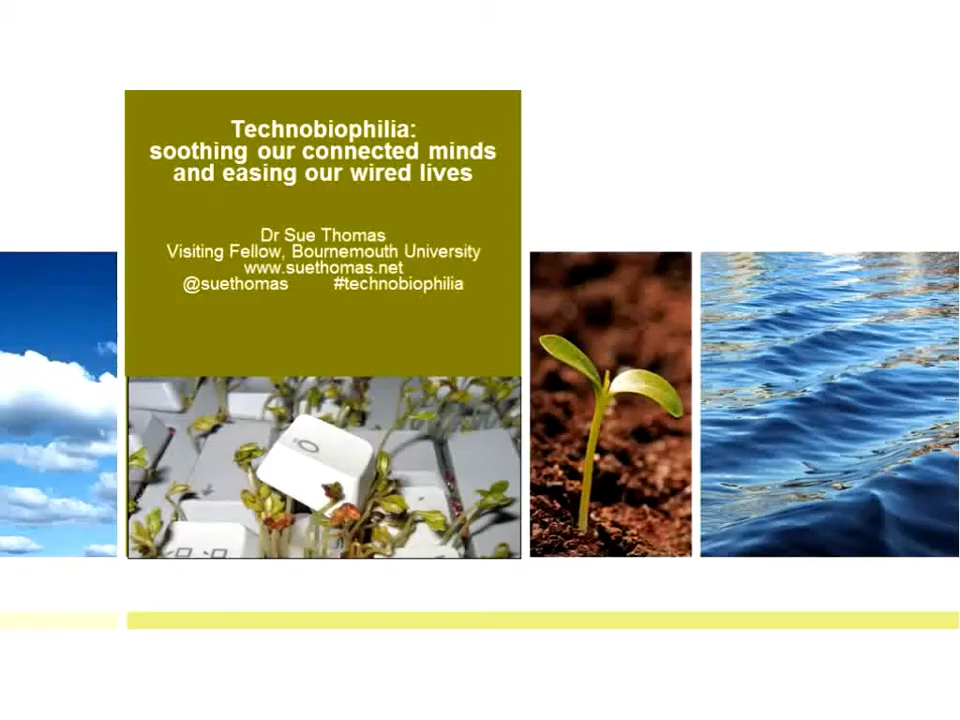 Technobiophilia:
soothing our connected minds
and easing our wired lives
Dr Sue Thomas
Visiting Fellow, Bournemouth University
www.suethomas.net
@suethomas #technobiophilia